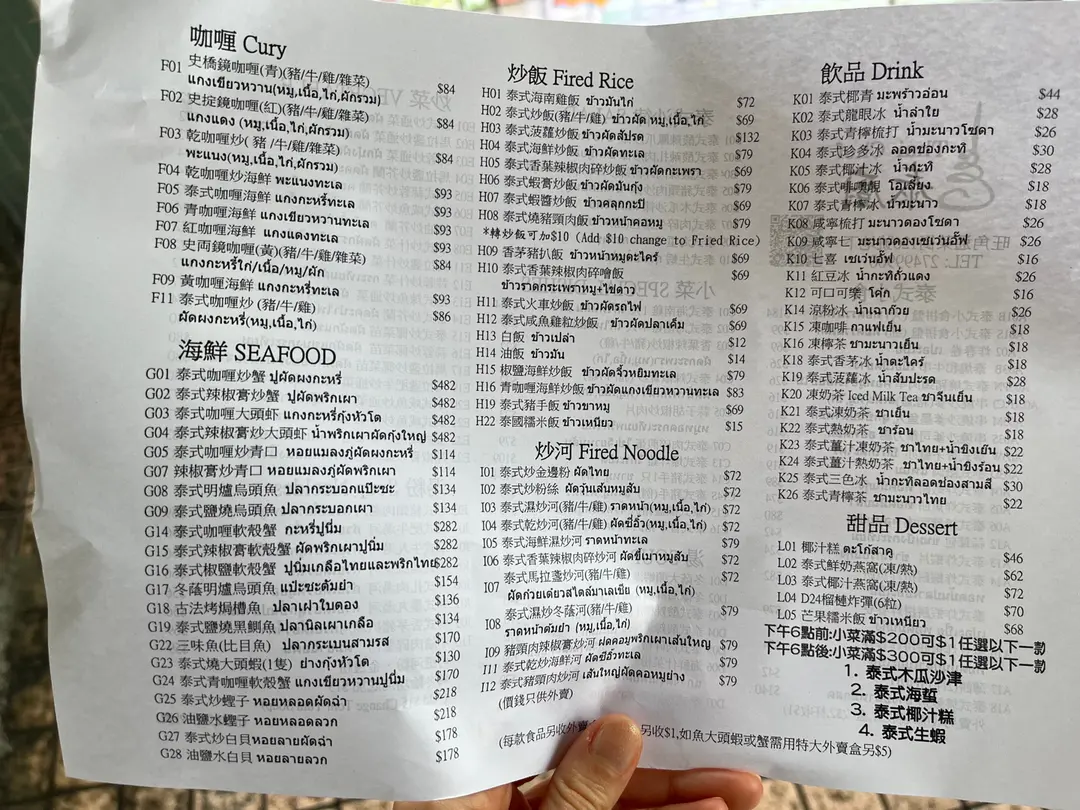 咖喱 Cury
F01 史橋鏡咖喱(青)(豬/牛/雞/雜菜)
แกงเขียวหวาน(หมู,เนื้อ,ไก่,ผักรวม) $84
F02 史掟鏡咖喱(紅)(豬/牛/雞/雜菜)
แกงแดง (หมู,เนื้อ,ไก่,ผักรวม) $84
F03 乾咖喱炒( 豬/牛/雞/雜菜)
พะแนง(หมู,เนื้อ,ไก่,ผักรวม) $84
F04 乾咖喱炒海鮮 พะแนงทะเล
F05 泰式咖喱海鮮 แกงกะหรี่ทะเล $93
F06 青咖喱海鮮 แกงเขียวหวานทะเล $93
F07 紅咖喱海鮮 แกงแดงทะเล $93
F08 史両鏡咖喱(黃)(豬/牛/雞/雜菜)
แกงกะหรี่ไก่/เนื้อ/หมู/ผัก $84
F09 黃咖喱海鮮 แกงกะหรี่ทะเล $93
F11 泰式咖喱炒 (豬/牛/雞)
ผัดผงกะหรี่(หมู,เนื้อ,ไก่) $86
海鮮 SEAFOOD
G01 泰式咖喱炒蟹 ปูผัดผงกะหรี่ $482
G02 泰式辣椒膏炒蟹 ปูผัดพริกเผา $482
G03 泰式咖喱大頭虾 แกงกะหรี่กุ้งหัวโต $482
G04 泰式辣椒膏炒大頭虾 น้ำพริกเผาผัดกุ้งใหญ่ $482
G05 泰式咖喱炒青口 หอยแมลงภู่ผัดผงกะหรี่ $114
G07 辣椒膏炒青口 หอยแมลงภู่ผัดพริกเผา $114
G08 泰式明爐烏頭魚 ปลากระบอกแป๊ะซะ $134
G09 泰式鹽燒烏頭魚 ปลากระบอกเผา $134
G14 泰式咖喱軟殼蟹 กะหรี่ปูนิ่ม $282
G15 泰式辣椒膏軟殼蟹 ผัดพริกเผาปูนิ่ม $282
G16 泰式椒鹽軟殼蟹 ปูนิ่มเกลือไทยและพริกไทย $282
G17 冬蔭明爐烏頭魚 แป๊ะซะต้มยำ $154
G18 古法烤焗槽魚 ปลาเผาใบตอง $136
G19 泰式鹽燒黑鯛魚 ปลานิลเผาเกลือ $134
G22 三味魚(比目魚) ปลากระบนสามรส $170
G23 泰式燒大頭蝦(1隻) ย่างกุ้งหัวโต $130
G24 泰式青咖喱軟殼蟹 แกงเขียวหวานปูนิ่ม $170
G25 泰式炒蟶子 หอยหลอดผัดฉ่า $218
G26 油鹽水蟶子 หอยหลอดลวก $218
G27 泰式炒白貝 หอยลายผัดฉ่า $178
G28 油鹽水白貝 หอยลายลวก $178
炒飯 Fired Rice
H01 泰式海南雞飯 ข้าวมันไก่ $72
H02 泰式炒飯(豬/牛/雞) ข้าวผัด หมู,เนื้อ,ไก่ $69
H03 泰式菠蘿炒飯 ข้าวผัดสัปรด $132
H04 泰式海鮮炒飯 ข้าวผัดทะเล $79
H05 泰式香葉辣椒肉碎炒飯 ข้าวผัดกะเพรา $69
H06 泰式蝦膏炒飯 ข้าวผัดมันกุ้ง $79
H07 泰式蝦醬炒飯 ข้าวคลุกกะปิ $69
H08 泰式燒豬頸肉飯 ข้าวหน้าคอหมู $79
*轉炒飯可加$10 (Add $10 change to Fried Rice)
H09 香茅豬扒飯 ข้าวหน้าหมูตะไคร้ $69
H10 泰式香葉辣椒肉碎噲飯
ข้าวราดกระเพราหมู+ไข่ดาว $69
H11 泰式火車炒飯 ข้าวผัดรถไฟ $69
H12 泰式咸魚雞粒炒飯 ข้าวผัดปลาเค็ม $69
H13 白飯 ข้าวเปล่า $12
H14 油飯 ข้าวมัน $14
H15 椒鹽海鮮炒飯 ข้าวผัดจิ๋วหยิมทะเล $79
H16 青咖喱海鮮炒飯 ข้าวผัดแกงเขียวหวานทะเล $83
H19 泰式豬手飯 ข้าวขาหมู $69
H22 泰國糯米飯 ข้าวเหนียว $15
炒河 Fired Noodle
I01 泰式炒金邊粉 ผัดไทย $72
I02 泰式炒粉絲 ผัดวุ้นเส้นหมูสับ $72
I03 泰式濕炒河(豬/牛/雞) ราดหน้า(หมู,เนื้อ,ไก่) $72
I04 泰式乾炒河(豬/牛/雞) ผัดซีอิ๊ว(หมู,เนื้อ,ไก่) $72
I05 泰式海鮮濕炒河 ราดหน้าทะเล $79
I06 泰式香葉辣椒肉碎炒河 ผัดขี้เมาหมูสับ $72
I07 泰式馬拉盞炒河(豬/牛/雞)
ผัดก๋วยเตี๋ยวสไตล์มาเลเซีย (หมู,เนื้อ,ไก่) $72
I08 泰式濕炒冬蔭河(豬/牛/雞)
ราดหน้าต้มยำ (หมู,เนื้อ,ไก่) $79
I09 豬頸肉辣椒膏炒河 ผดคอมูพริกเผาเส้นใหญ่ $79
I11 泰式乾炒海鮮河 ผัดซีอิ๊วทะเล $79
I12 泰式豬頸肉炒河 เส้นใหญ่ผัดคอหมูย่าง $79
(價錢只供外賣)
(每款食品另收外賣 另收$1,如魚大頭蝦或蟹需用特大外賣盒另$5)
飲品 Drink
K01 泰式椰青 มะพร้าวอ่อน $44
K02 泰式龍眼冰 น้ำลำใย $28
K03 泰式青檸梳打 น้ำมะนาวโซดา $26
K04 泰式珍多冰 ลอดช่องกะทิ $30
K05 泰式椰汁冰 น้ำกะทิ $28
K06 泰式啡噏覩 โอเลี้ยง $18
K07 泰式青檸冰 น้ำมะนาว $18
K08 咸寧梳打 มะนาวดองโซดา $26
K09 咸寧七 มะนาวดองเซเว่นอั๊พ $26
K10 七喜 เซเว่นอั๊พ $16
K11 紅豆冰 น้ำกะทิถั่วแดง $26
K12 可口可樂 โค้ก $16
K14 涼粉冰 น้ำเฉาก๊วย $26
K15 凍咖啡 กาแฟเย็น $18
K16 凍檸茶 ชามะนาวเย็น $18
K18 泰式香茅冰 น้ำตะไคร้ $18
K19 泰式菠蘿冰 น้ำสับปะรด $28
K20 凍奶茶 Iced Milk Tea ชาจีนเย็น $18
K21 泰式凍奶茶 ชาเย็น $18
K22 泰式熱奶茶 ชาร้อน $18
K23 泰式薑汁凍奶茶 ชาไทย+น้ำขิงเย็น $22
K24 泰式薑汁熱奶茶 ชาไทย+น้ำขิงร้อน $22
K25 泰式三色冰 น้ำกะทิลอดช่องสามสี $30
K26 泰式青檸茶 ชามะนาวไทย $22
甜品 Dessert
L01 椰汁糕 ตะโก้สาคู $46
L02 泰式鮮奶燕窩(凍/熱) $62
L03 泰式椰汁燕窩(凍/熱) $72
L04 D24榴槤炸彈(6粒) $70
L05 芒果糯米飯 ข้าวเหนียว $68
下午6點前:小菜滿$200可$1任選以下一款
下午6點後:小菜滿$300可$1任選以下一款
1. 泰式木瓜沙津
2. 泰式海蜇
3. 泰式椰汁糕
4. 泰式生蝦